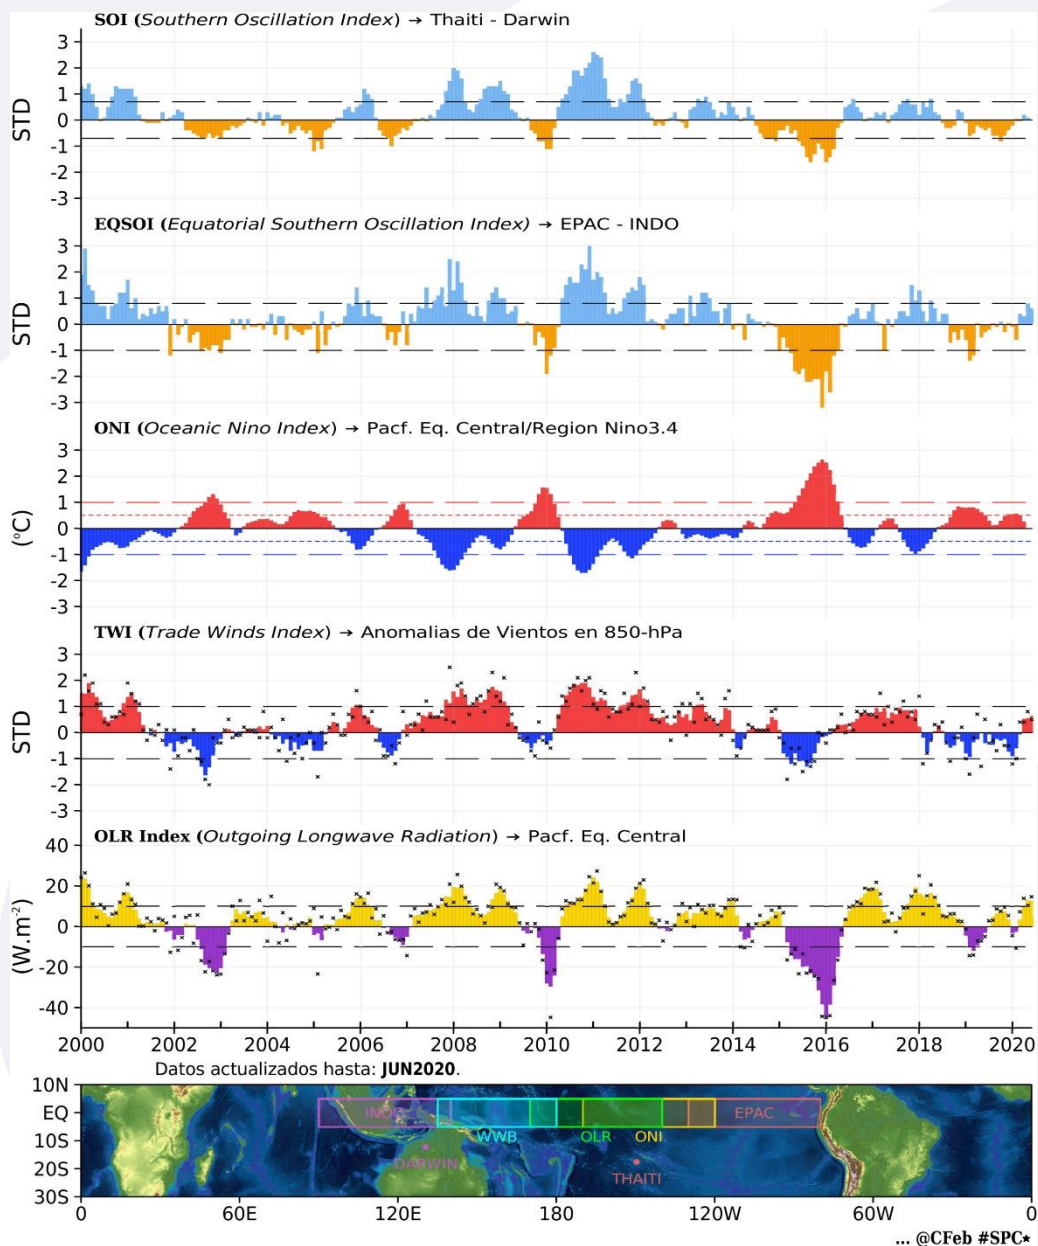 SOI (Southern Oscillation Index) → Thaiti - Darwin
3
2
1
0
-1
-2
-3
STD
EQSOI (Equatorial Southern Oscillation Index) → EPAC - INDO
3
2
1
0
-1
-2
-3
STD
ONI (Oceanic Nino Index) → Pacf. Eq. Central/Region Nino3.4
3
2
1
0
-1
-2
-3
(ºC)
TWI (Trade Winds Index) → Anomalias de Vientos en 850-hPa
3
2
1
0
-1
-2
-3
STD
OLR Index (Outgoing Longwave Radiation) → Pacf. Eq. Central
40
20
0
-20
-40
(W.m⁻²)
2000 2002 2004 2006 2008 2010 2012 2014 2016 2018 2020
Datos actualizados hasta: JUN2020.
10N
EQ
10S
20S
30S
INDO
EPAC
WWB
OLR
ONI
DARWIN
THAITI
0 60E 120E 180 120W 60W 0
... @CFeb #SPC★